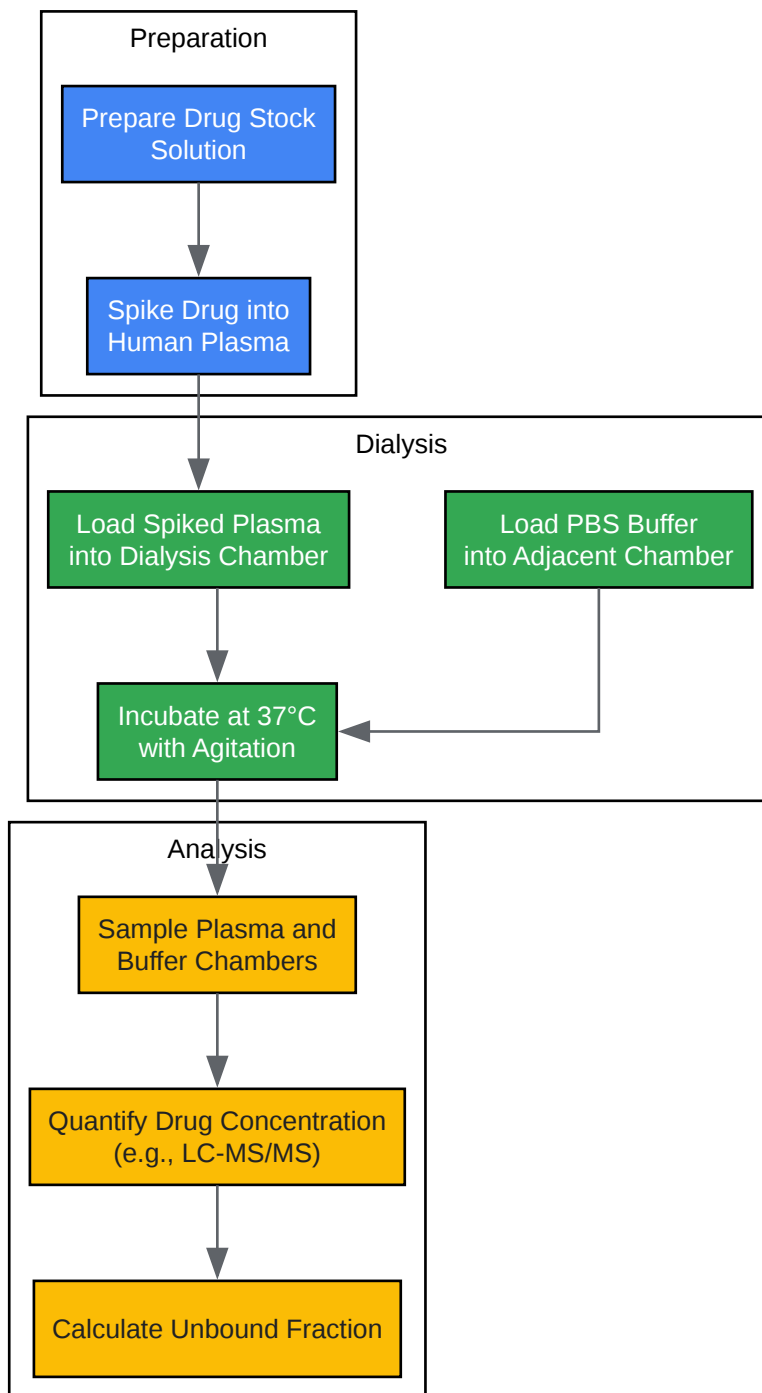 Preparation
Prepare Drug Stock
Solution
Spike Drug into
Human Plasma
Dialysis
Load Spiked Plasma
into Dialysis Chamber
Load PBS Buffer
into Adjacent Chamber
Incubate at 37°C
with Agitation
Analysis
Sample Plasma and
Buffer Chambers
Quantify Drug Concentration
(e.g., LC-MS/MS)
Calculate Unbound Fraction